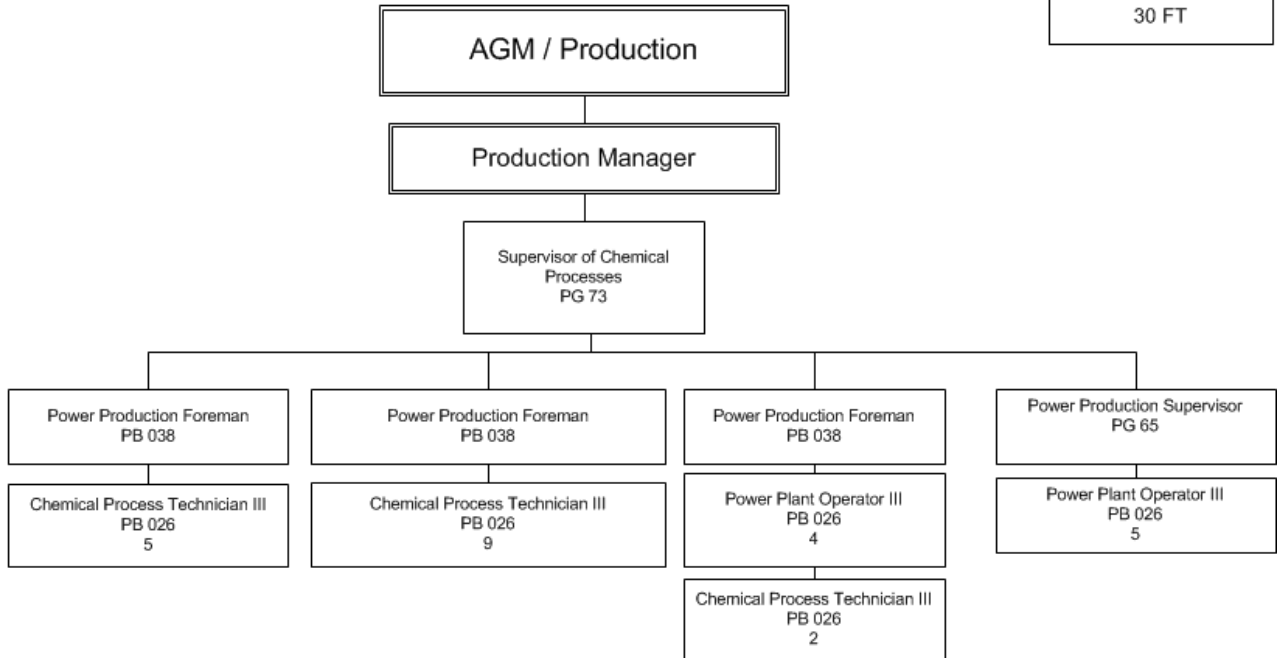 30 FT
AGM / Production
Production Manager
Supervisor of Chemical
Processes
PG 73
Power Production Foreman
PB 038
Chemical Process Technician III
PB 026
5
Power Production Foreman
PB 038
Chemical Process Technician III
PB 026
9
Power Production Foreman
PB 038
Power Plant Operator III
PB 026
4
Chemical Process Technician III
PB 026
2
Power Production Supervisor
PG 65
Power Plant Operator III
PB 026
5